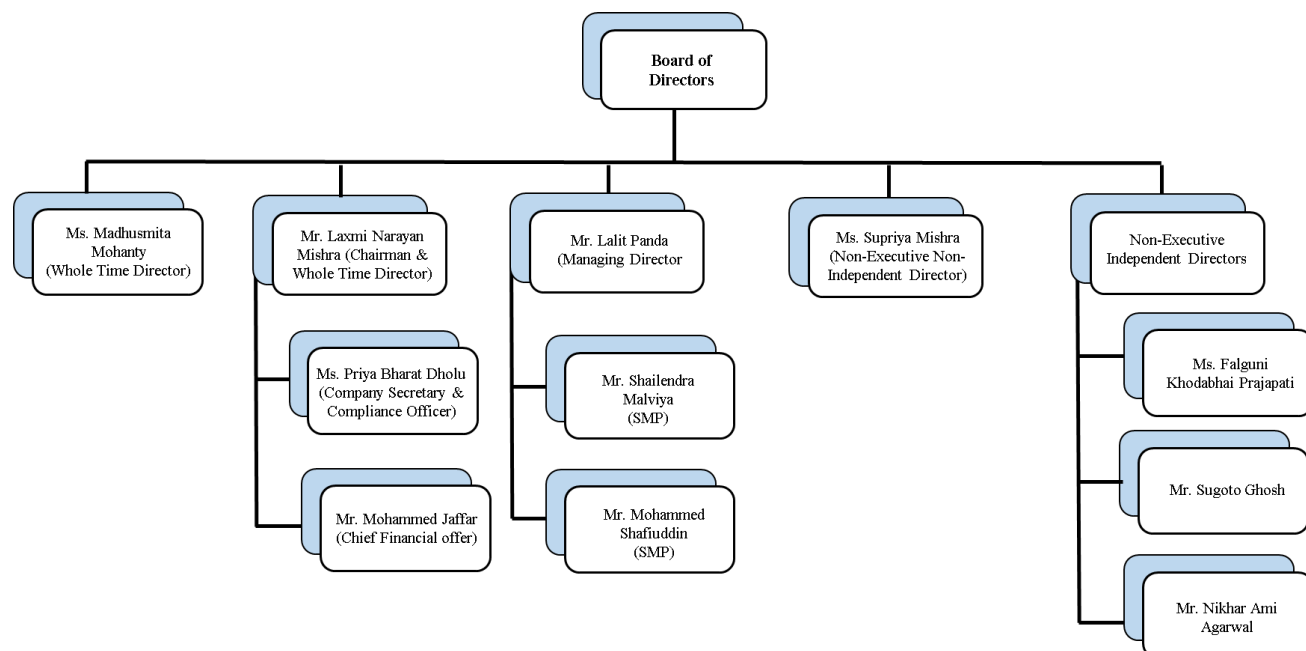 Board of
Directors
Ms. Madhusmita
Mohanty
(Whole Time Director)
Mr. Laxmi Narayan
Mishra (Chairman &
Whole Time Director)
Mr. Lalit Panda
(Managing Director
Ms. Supriya Mishra
(Non-Executive Non-
Independent Director)
Non-Executive
Independent Directors
Ms. Priya Bharat Dholu
(Company Secretary &
Compliance Officer)
Mr. Shailendra
Malviya
(SMP)
Ms. Falguni
Khodabhai Prajapati
Mr. Mohammed Jaffar
(Chief Financial offer)
Mr. Mohammed
Shafiuddin
(SMP)
Mr. Sugoto Ghosh
Mr. Nikhar Ami
Agarwal